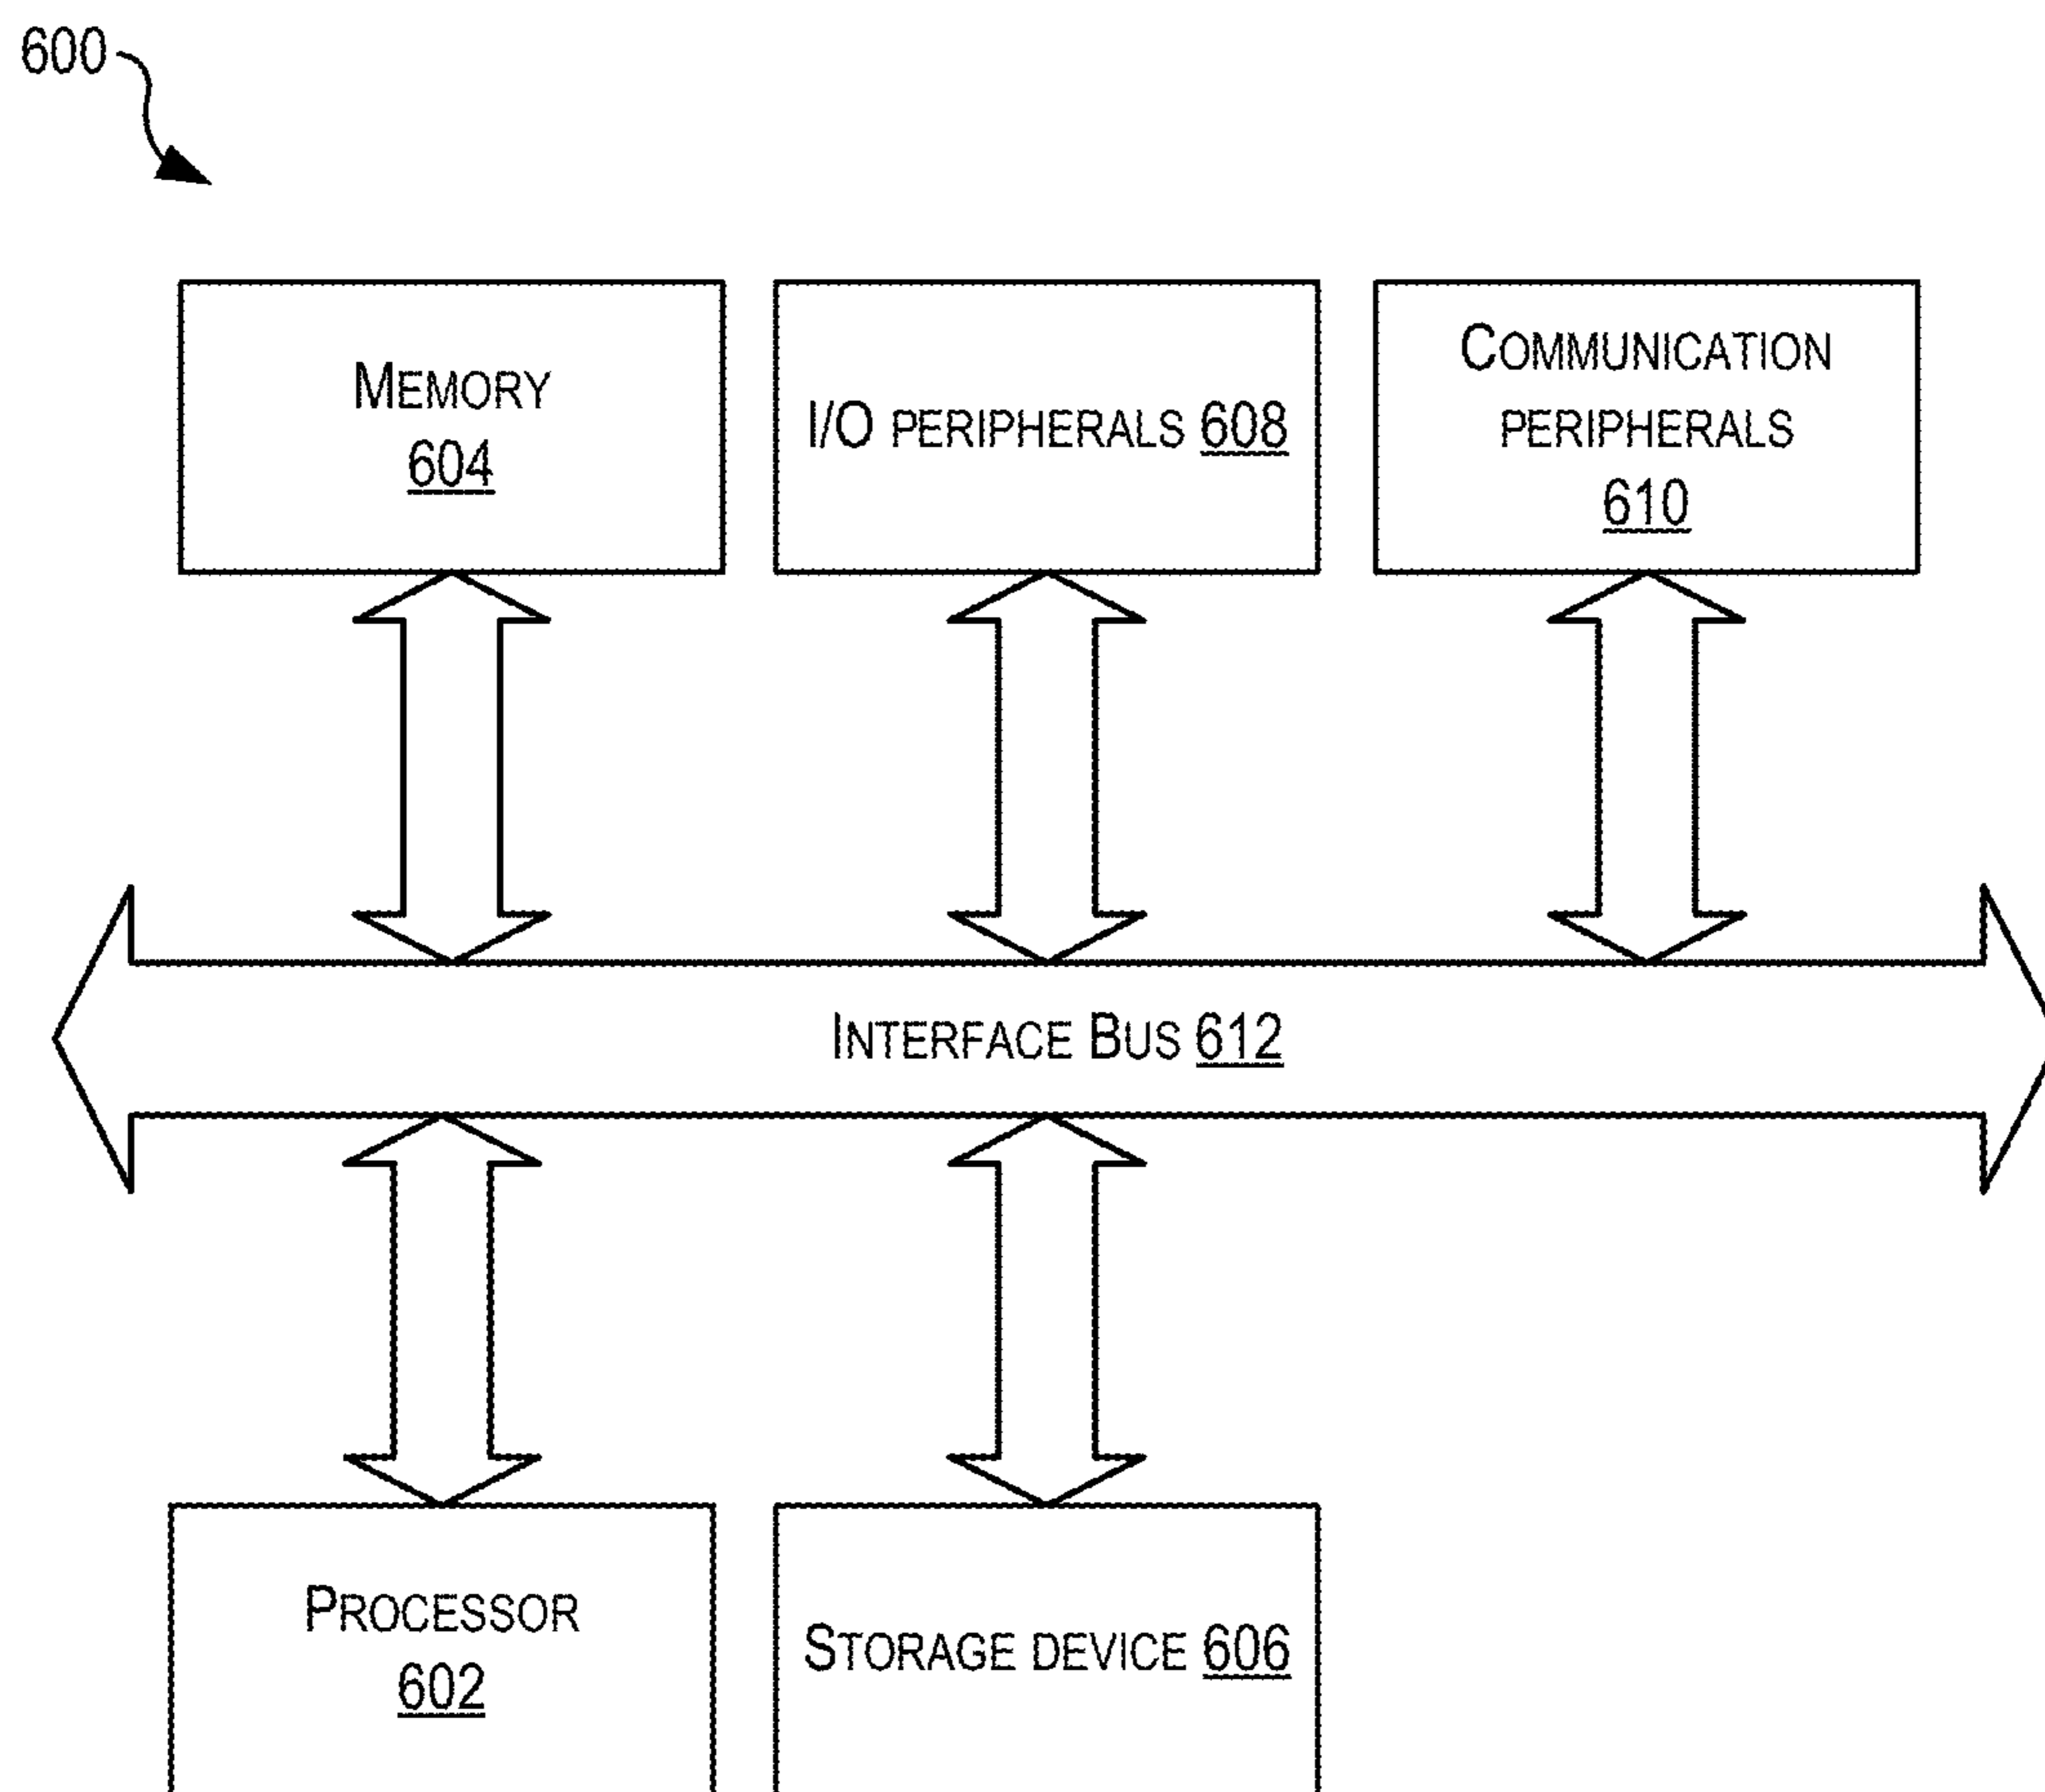 600
MEMORY
604
I/O PERIPHERALS 608
COMMUNICATION
PERIPHERALS
610
INTERFACE BUS 612
PROCESSOR
602
STORAGE DEVICE 606